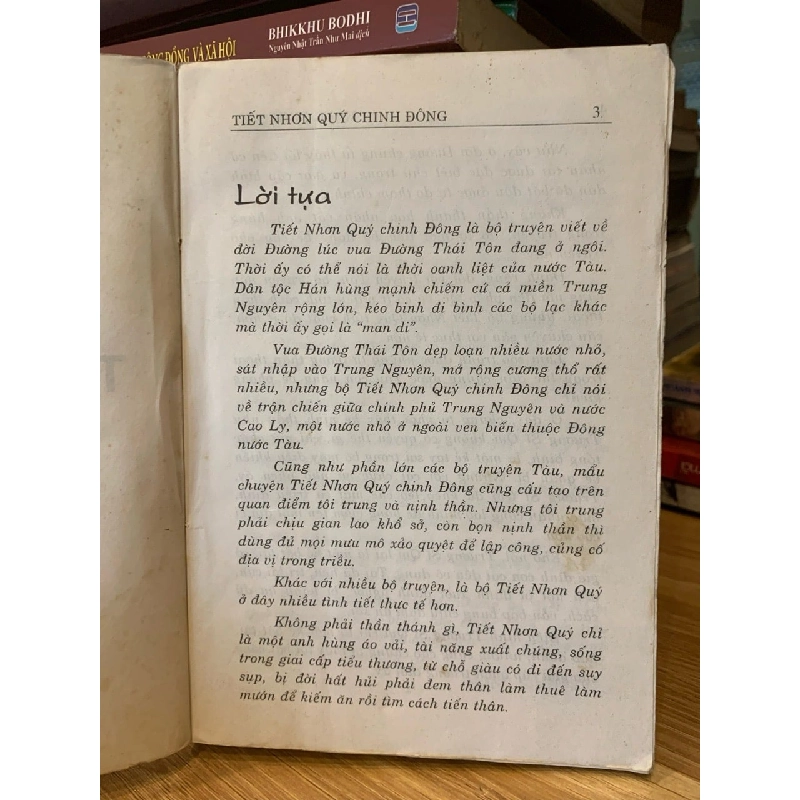 BHIKKHU BODHI
Nguyên Nhật Trần Như Mai dịch
ĐỒNG VÀ XÃ HỘI
TIẾT NHƠN QUÝ CHINH ĐÔNG 3
Lời tựa
Tiết Nhơn Quý chinh Đông là bộ truyện viết về
đời Đường lúc vua Đường Thái Tôn đang ở ngôi.
Thời ấy có thể nói là thời oanh liệt của nước Tàu.
Dân tộc Hán hùng mạnh chiếm cứ cả miền Trung
Nguyên rộng lớn, kéo binh đi bình các bộ lạc khác
mà thời ấy gọi là “man di”.
Vua Đường Thái Tôn dẹp loạn nhiều nước nhỏ,
sát nhập vào Trung Nguyên, mở rộng cương thổ rất
nhiều, nhưng bộ Tiết Nhơn Quý chinh Đông chỉ nói
về trận chiến giữa chính phủ Trung Nguyên và nước
Cao Ly, một nước nhỏ ở ngoài ven biển thuộc Đông
nước Tàu.
Cũng như phần lớn các bộ truyện Tàu, mẩu
chuyện Tiết Nhơn Quý chinh Đông cũng cấu tạo trên
quan điểm tôi trung và nịnh thần. Nhưng tôi trung
phải chịu gian lao khổ sở, còn bọn nịnh thần thì
dùng đủ mọi mưu mô xảo quyệt để lập công, củng cố
địa vị trong triều.
Khác với nhiều bộ truyện, là bộ Tiết Nhơn Quý
ở đây nhiều tình tiết thực tế hơn.
Không phải thần thánh gì, Tiết Nhơn Quý chỉ
là một anh hùng áo vải, tài năng xuất chúng, sống
trong giai cấp tiểu thương, từ chỗ giàu có đi đến suy
sụp, bị đời hất hủi phải đem thân làm thuê làm
mướn để kiếm ăn rồi tìm cách tiến thân.